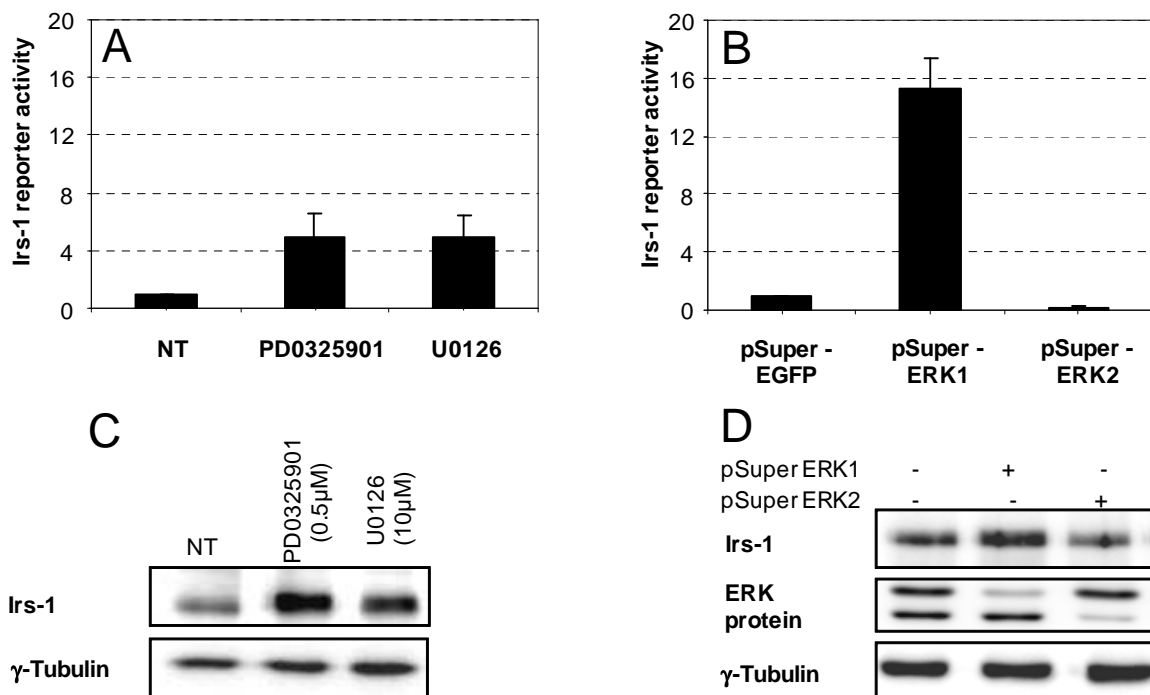 A
20
16
12
8
4
0
Irs-1 reporter activity
NT
PD0325901
U0126
B
20
16
12
8
4
0
Irs-1 reporter activity
pSuper -
EGFP
pSuper -
ERK1
pSuper -
ERK2
C
NT
PD0325901
(0.5µM)
U0126
(10µM)
Irs-1
γ-Tubulin
D
pSuper ERK1 - + -
pSuper ERK2 - - +
Irs-1
ERK
protein
γ-Tubulin